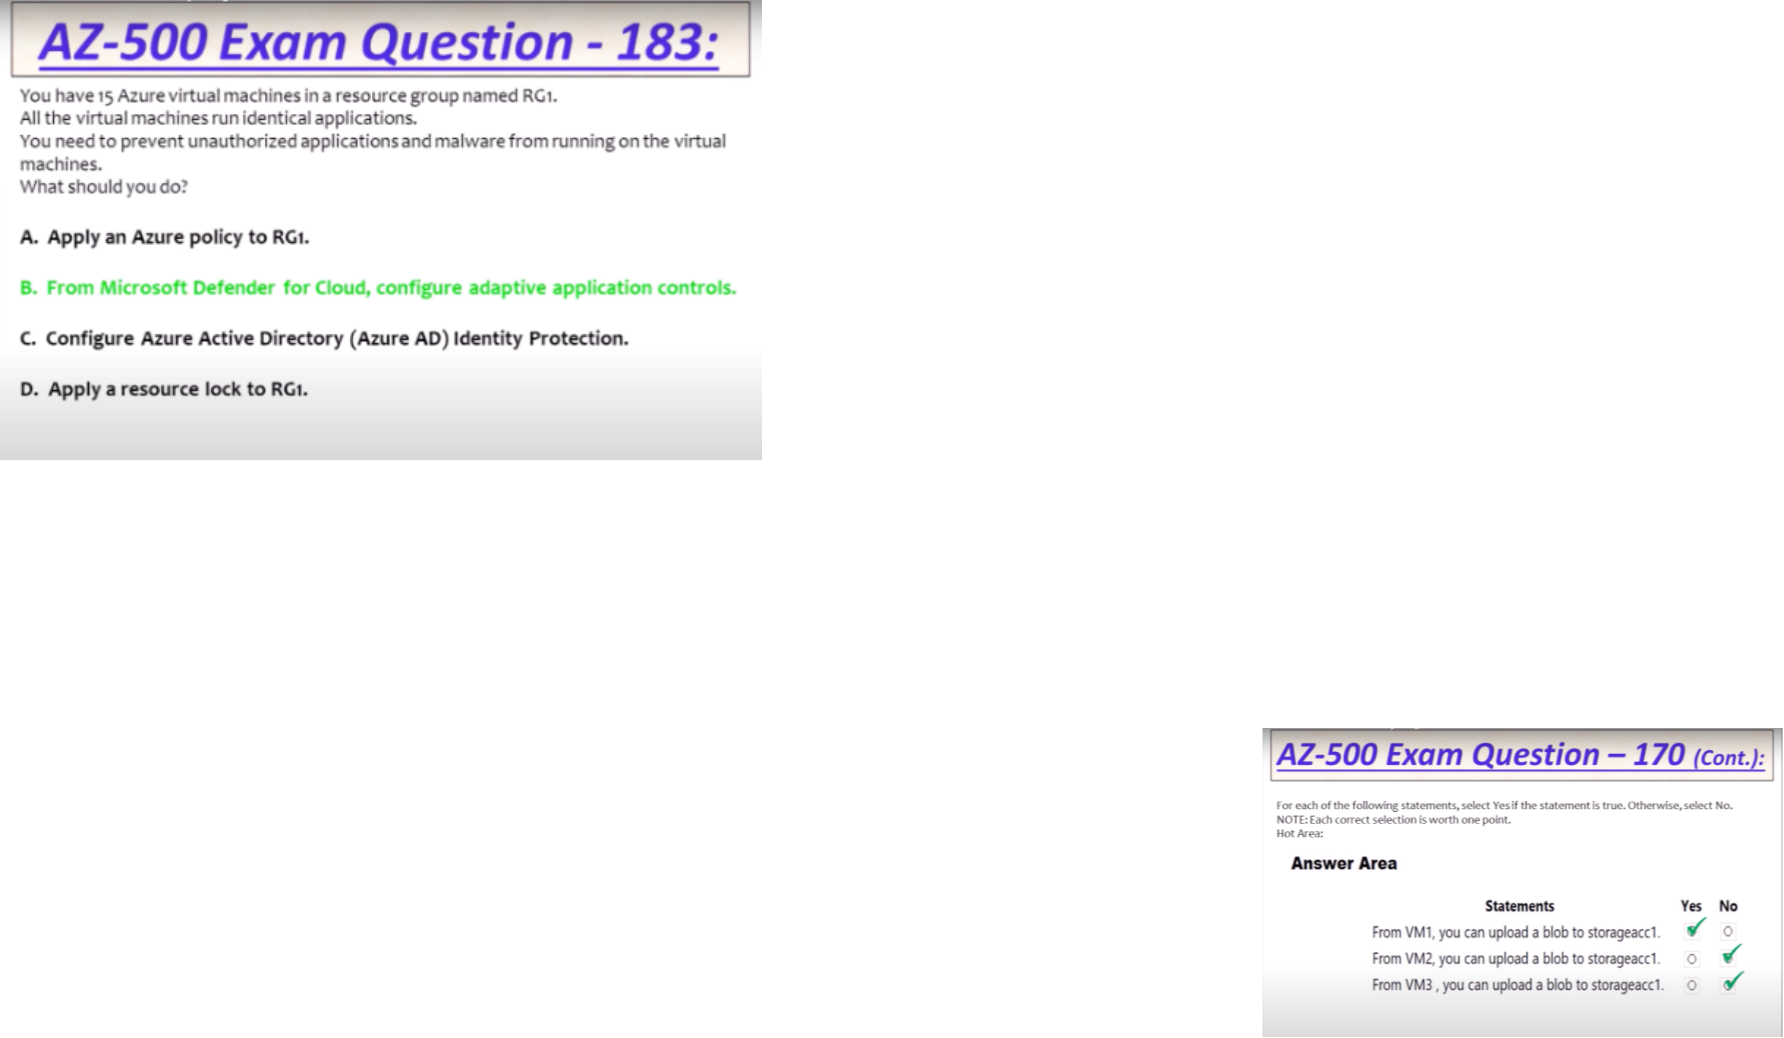 AZ-500 Exam Question - 183:
You have 15 Azure virtual machines in a resource group named RG1.
All the virtual machines run identical applications.
You need to prevent unauthorized applications and malware from running on the virtual
machines.
What should you do?
A. Apply an Azure policy to RG1.
B. From Microsoft Defender for Cloud, configure adaptive application controls.
C. Configure Azure Active Directory (Azure AD) Identity Protection.
D. Apply a resource lock to RG1.
AZ-500 Exam Question – 170 (Cont.):
For each of the following statements, select Yes if the statement is true. Otherwise, select No.
NOTE: Each correct selection is worth one point.
Hot Area:
Answer Area
Statements Yes No
From VM1, you can upload a blob to storageacc1.
From VM2, you can upload a blob to storageacc1.
From VM3 , you can upload a blob to storageacc1.